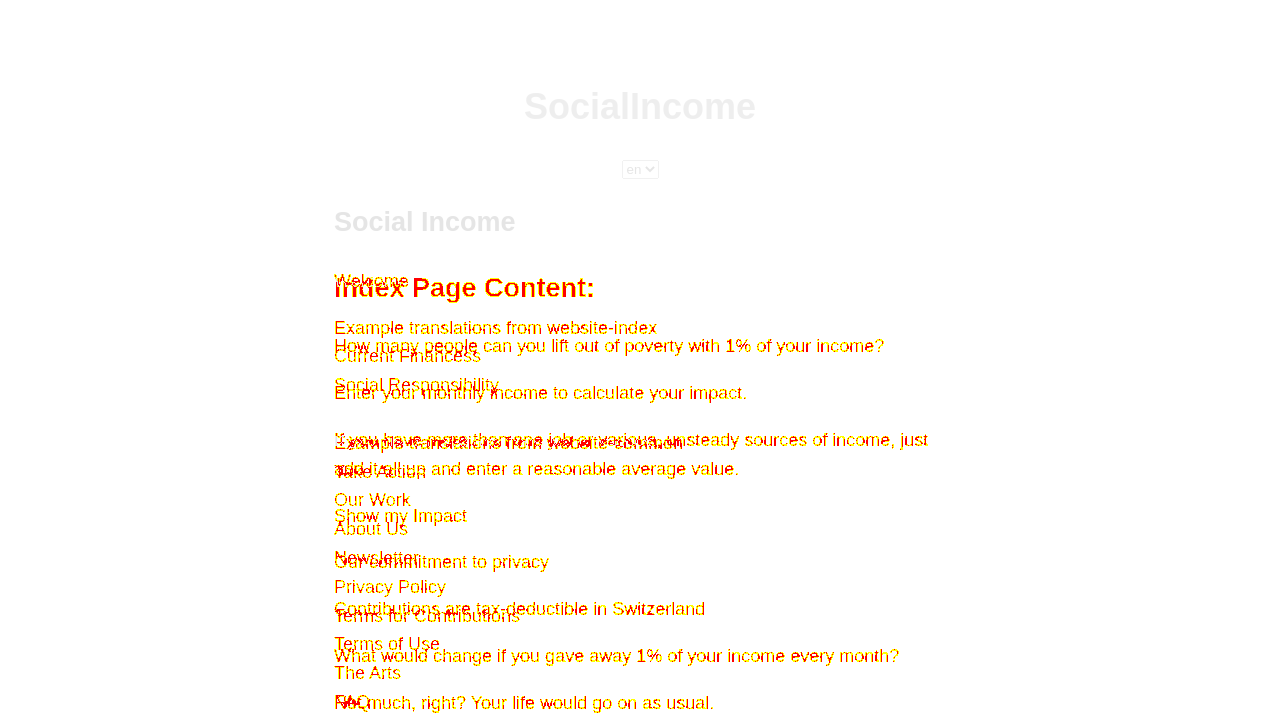 SocialIncome
en
Social Income
Welcome
Index Page Content:
Example translations from website-index
How many people can you lift out of poverty with 1% of your income?
Current Financess
Social Responsibility
Enter your monthly income to calculate your impact.
If you have more than one job or various, unsteady sources of income, just
Example translations from website-common
add it all up and enter a reasonable average value.
Take Action
Our Work
Show my Impact
About Us
Newsletter
Our commitment to privacy
Privacy Policy
Contributions are tax-deductible in Switzerland
Terms for Contributions
Terms of Use
What would change if you gave away 1% of your income every month?
The Arts
FAQ
Not much, right? Your life would go on as usual.